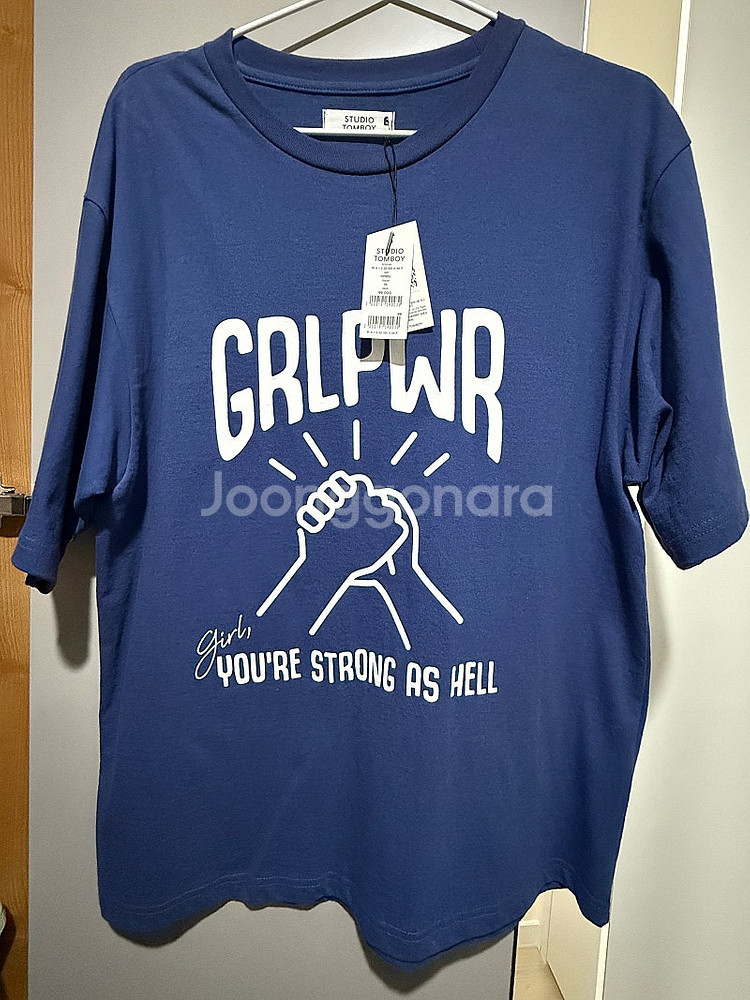 STUDIO
TOMBOY
STUDIO
TOMBOY
GRLPWR
Joonggonara
girl,
YOU'RE STRONG AS HELL